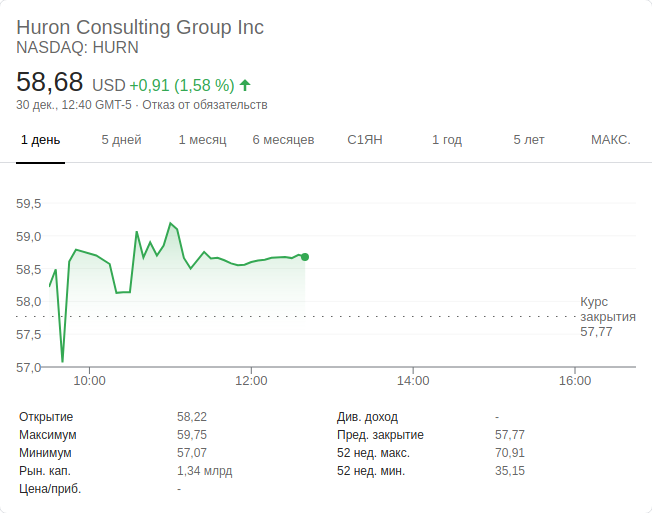 Huron Consulting Group Inc
NASDAQ: HURN
58,68 USD +0,91 (1,58 %)
30 дек., 12:40 GMT-5 · Отказ от обязательств
1 день 5 дней 1 месяц 6 месяцев С1ЯН 1 год 5 лет МАКС.
59,5
59,0
58,5
58,0
57,5
57,0
Курс
закрытия
57,77
10:00 12:00 14:00 16:00
Открытие 58,22 Див. доход -
Максимум 59,75 Пред. закрытие 57,77
Минимум 57,07 52 нед. макс. 70,91
Рын. кап. 1,34 млрд 52 нед. мин. 35,15
Цена/приб. -